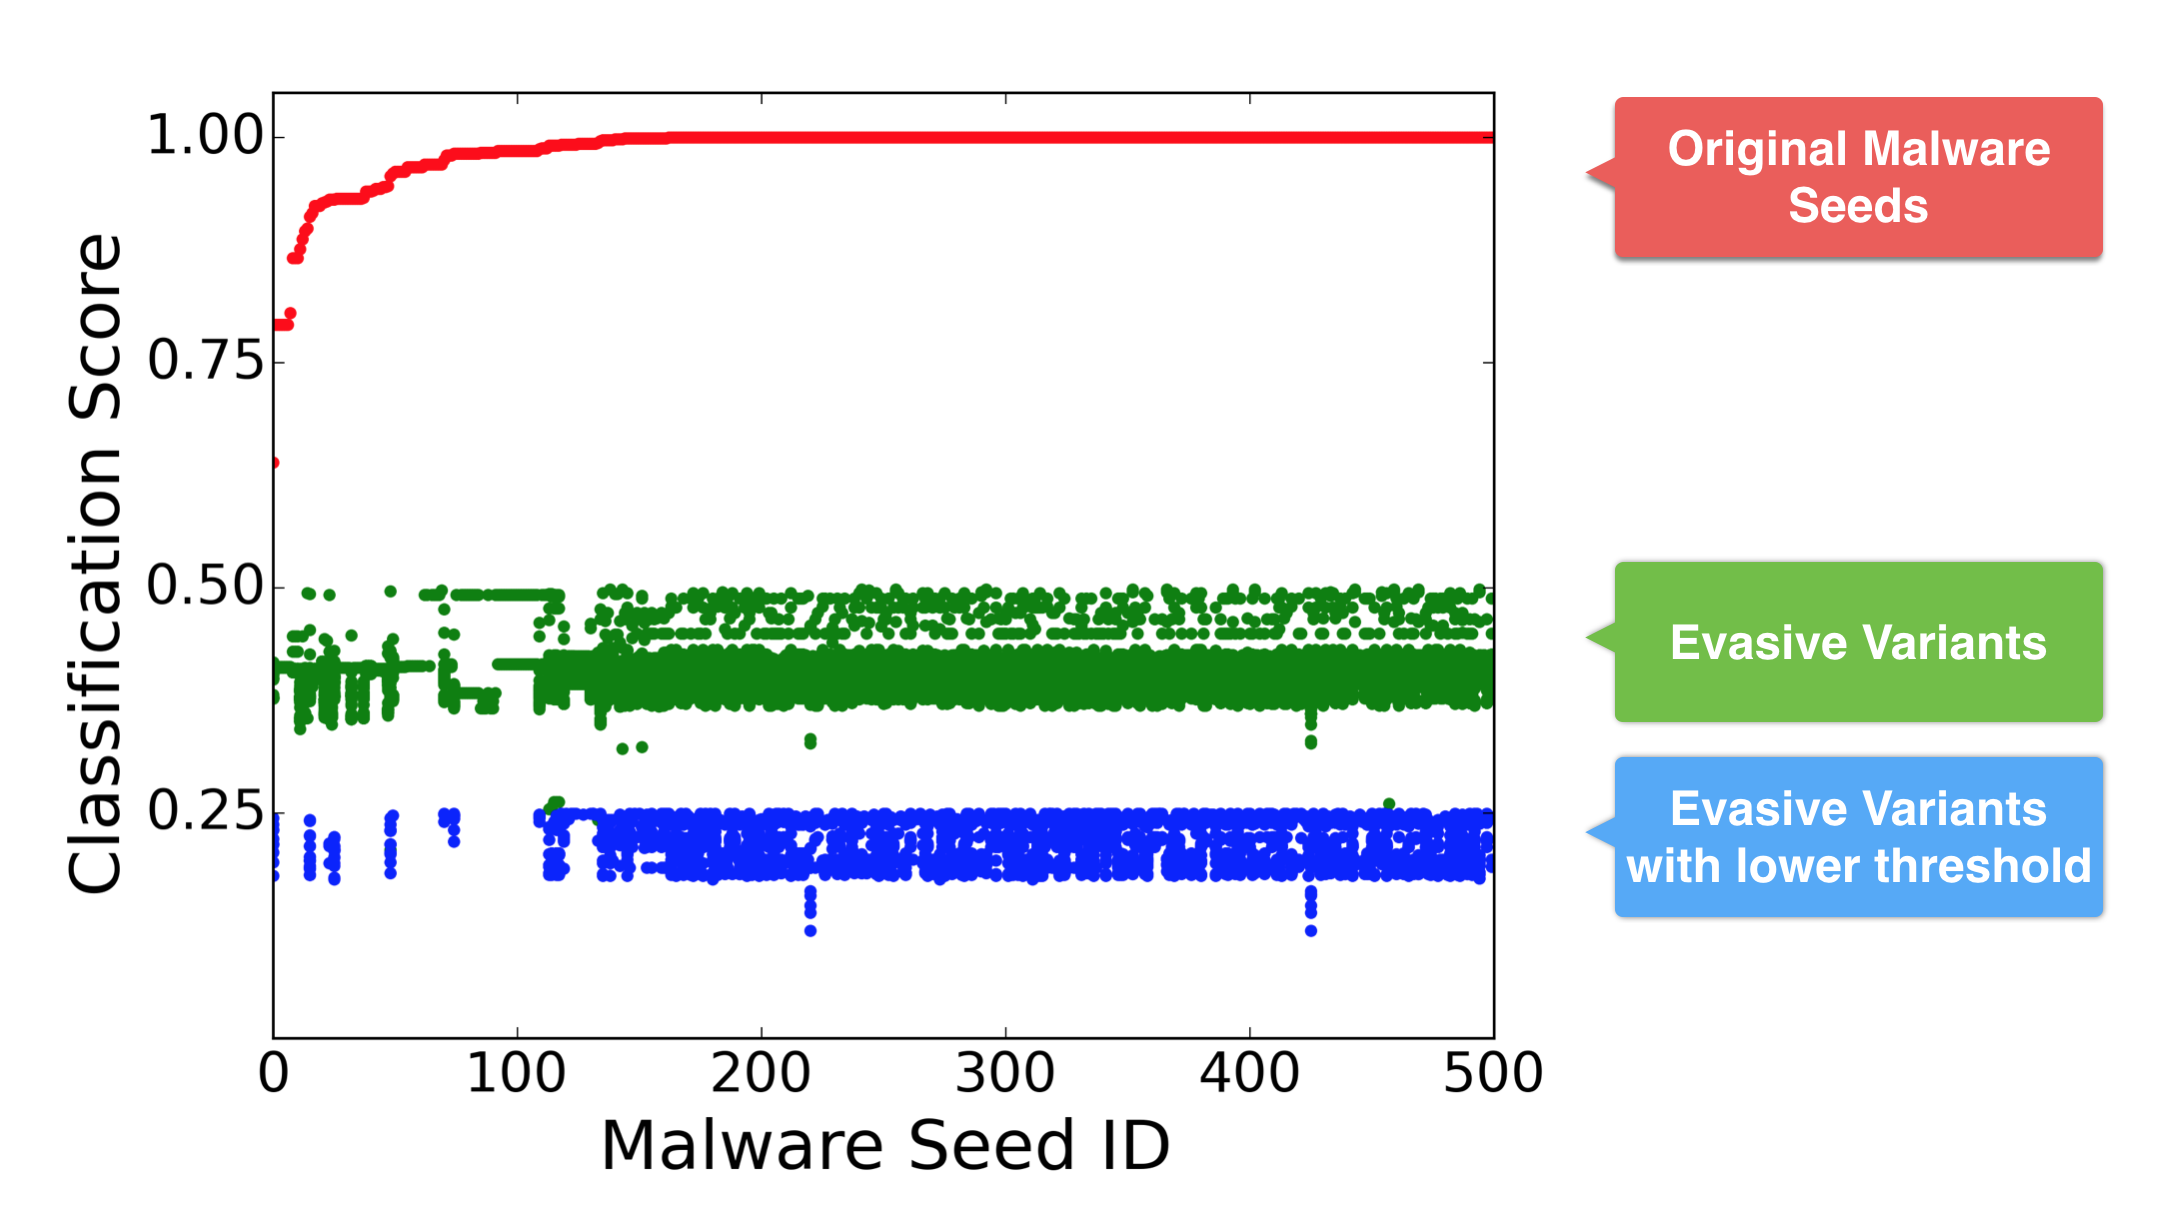 Classification Score
1.00
0.75
0.50
0.25
0 100 200 300 400 500
Malware Seed ID
Original Malware
Seeds
Evasive Variants
Evasive Variants
with lower threshold